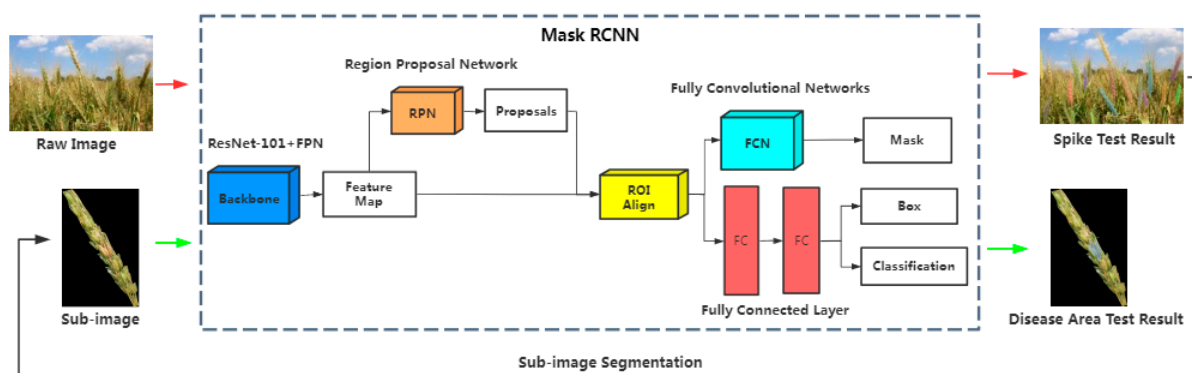 Mask RCNN
Region Proposal Network
RPN
Proposals
Fully Convolutional Networks
FCN
Mask
Raw Image
Spike Test Result
ResNet-101+FPN
Backbone
Feature
Map
ROI
Align
FC
FC
Box
Classification
Fully Connected Layer
Sub-image
Disease Area Test Result
Sub-image Segmentation